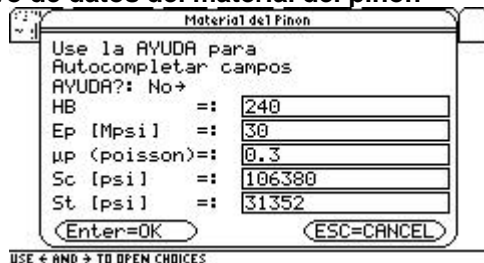 de datos del material del piñón
Material del Pinon
Use la AYUDA para
Autocompletar campos
AYUDA?: No→
HB =: 240
Ep [Mpsi] =: 30
μp (poisson)=: 0.3
Sc [psi] =: 106380
St [psi] =: 31352
Enter=OK ESC=CANCEL
USE ← AND → TO OPEN CHOICES